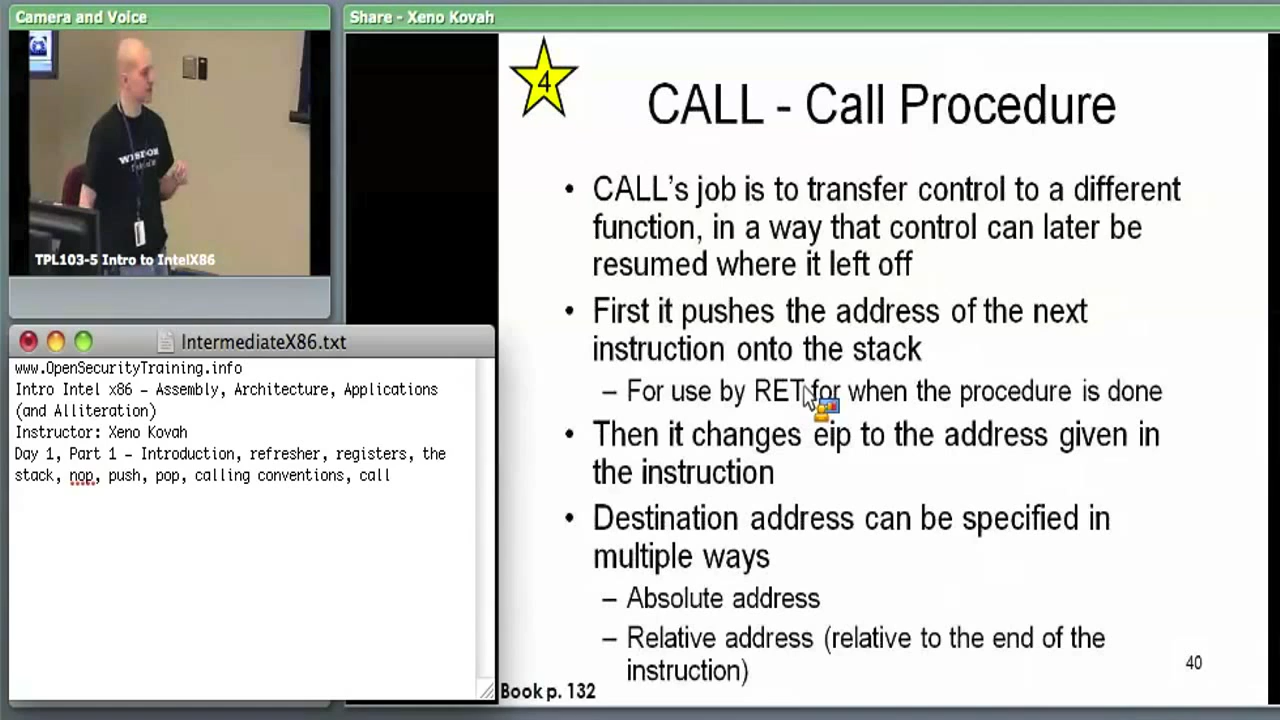 Camera and Voice
Share - Xeno Kovah
TPL103-5 Intro to IntelX86
IntermediateX86.txt
www.OpenSecurityTraining.info
Intro Intel x86 – Assembly, Architecture, Applications
(and Alliteration)
Instructor: Xeno Kovah
Day 1, Part 1 – Introduction, refresher, registers, the
stack, nop, push, pop, calling conventions, call
4
CALL - Call Procedure
• CALL's job is to transfer control to a different
function, in a way that control can later be
resumed where it left off
• First it pushes the address of the next
instruction onto the stack
– For use by RET for when the procedure is done
• Then it changes eip to the address given in
the instruction
• Destination address can be specified in
multiple ways
– Absolute address
– Relative address (relative to the end of the
instruction)
40
Book p. 132